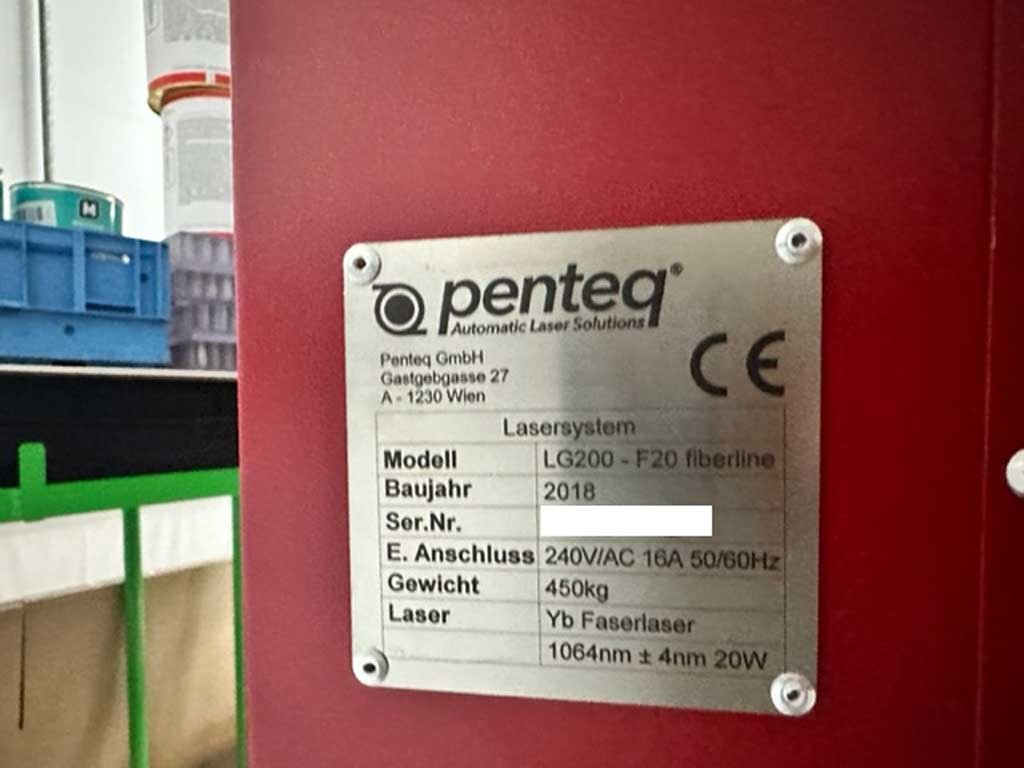 M
penteq®
Automatic Laser Solutions
Penteq GmbH
Gastgebgasse 27
A - 1230 Wien
CE
Lasersystem
Modell LG200 - F20 fiberline
Baujahr 2018
Ser.Nr.
E. Anschluss 240V/AC 16A 50/60Hz
Gewicht 450kg
Laser Yb Faserlaser
1064nm ± 4nm 20W